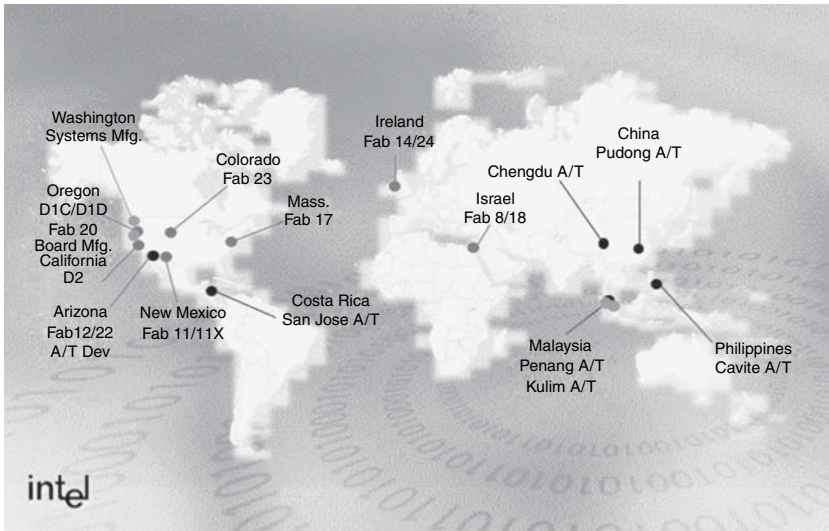 Washington
Systems Mfg.
Colorado
Fab 23
Oregon
D1C/D1D
Fab 20
Board Mfg.
California
D2
Mass.
Fab 17
Arizona
Fab12/22
A/T Dev
New Mexico
Fab 11/11X
Costa Rica
San Jose A/T
Ireland
Fab 14/24
Israel
Fab 8/18
Chengdu A/T
China
Pudong A/T
Malaysia
Penang A/T
Kulim A/T
Philippines
Cavite A/T
intel